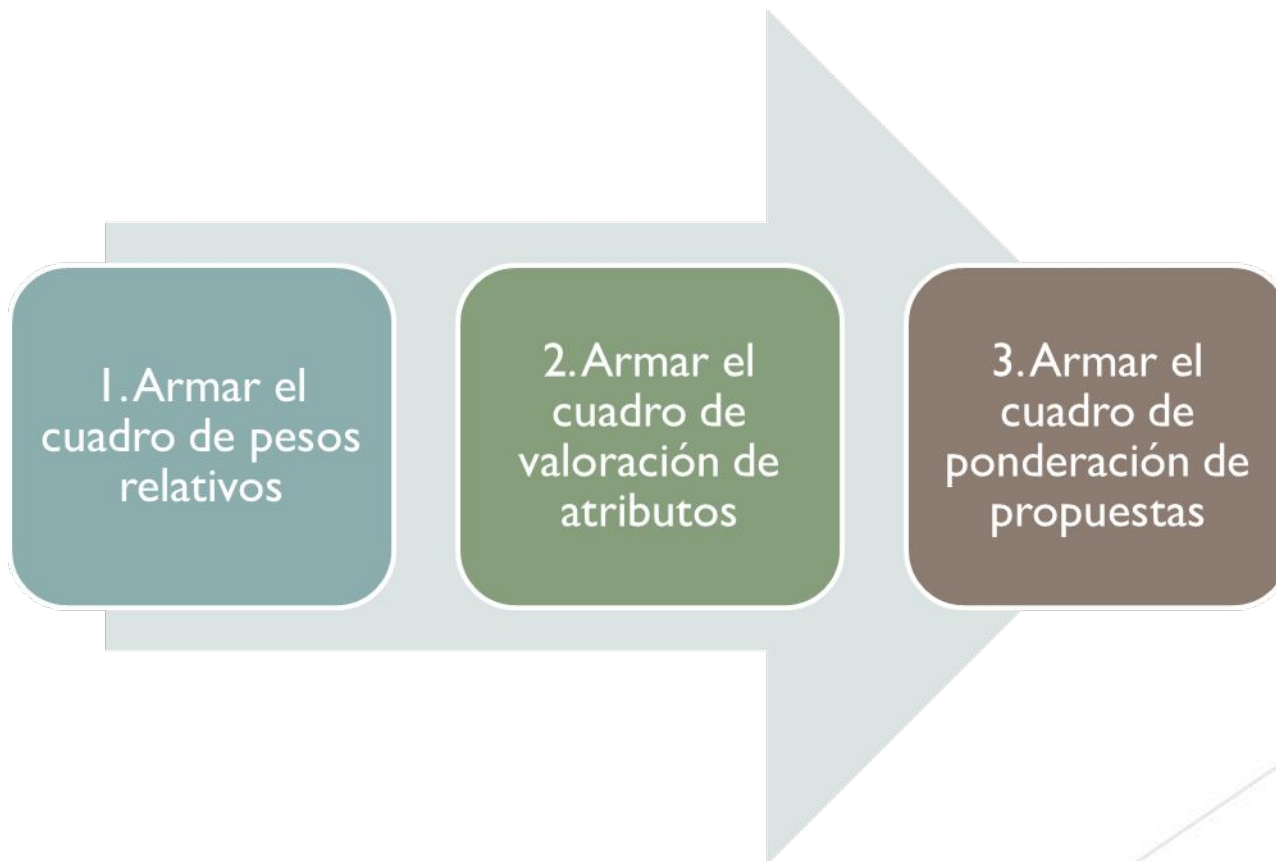 1. Armar el
cuadro de pesos
relativos
2. Armar el
cuadro de
valoración de
atributos
3. Armar el
cuadro de
ponderación de
propuestas